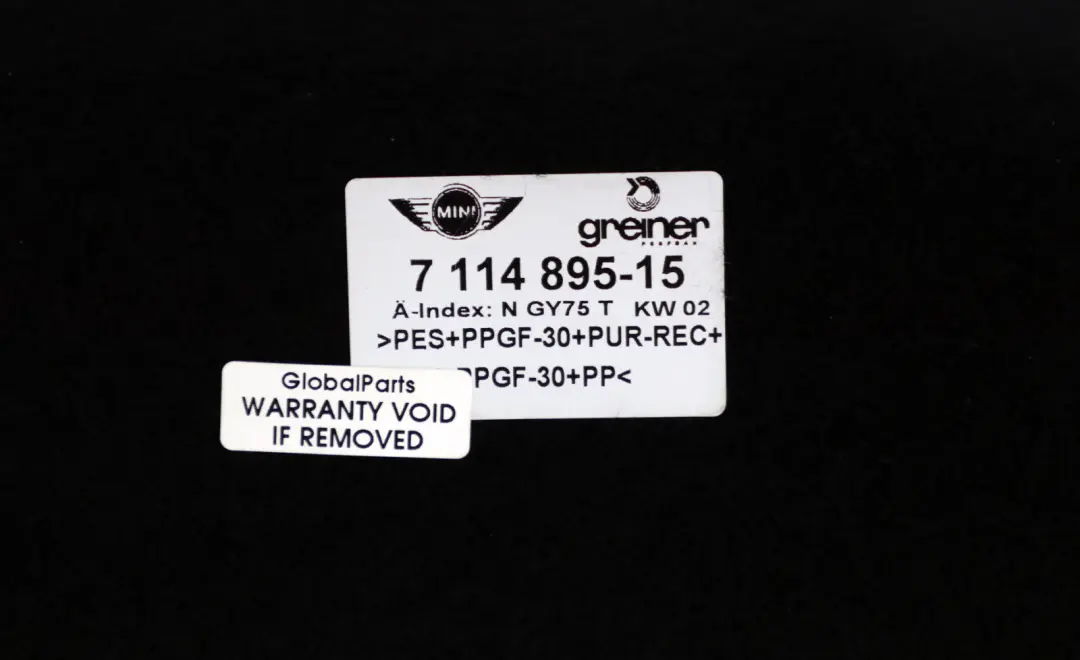 MINI
greiner
PERFOAM
7 114 895-15
Ä-Index: N GY75 T KW 02
>PES+PPGF-30+PUR-REC+
PPGF-30+PP<
GlobalParts
WARRANTY VOID
IF REMOVED